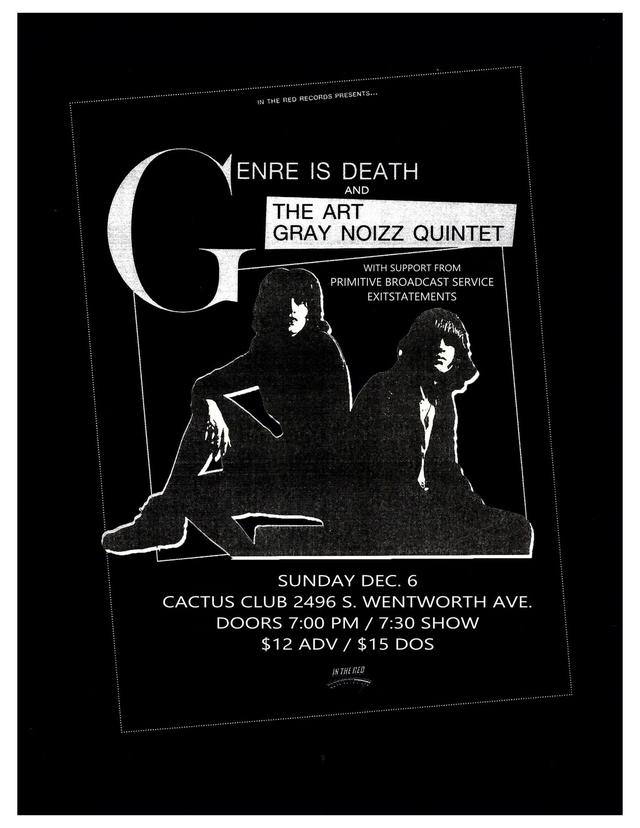 IN THE RED RECORDS PRESENTS...
GENRE IS DEATH
AND
THE ART
GRAY NOIZZ QUINTET
WITH SUPPORT FROM
PRIMITIVE BROADCAST SERVICE
EXITSTATEMENTS
SUNDAY DEC. 6
CACTUS CLUB 2496 S. WENTWORTH AVE.
DOORS 7:00 PM / 7:30 SHOW
$12 ADV / $15 DOS
IN THE RED